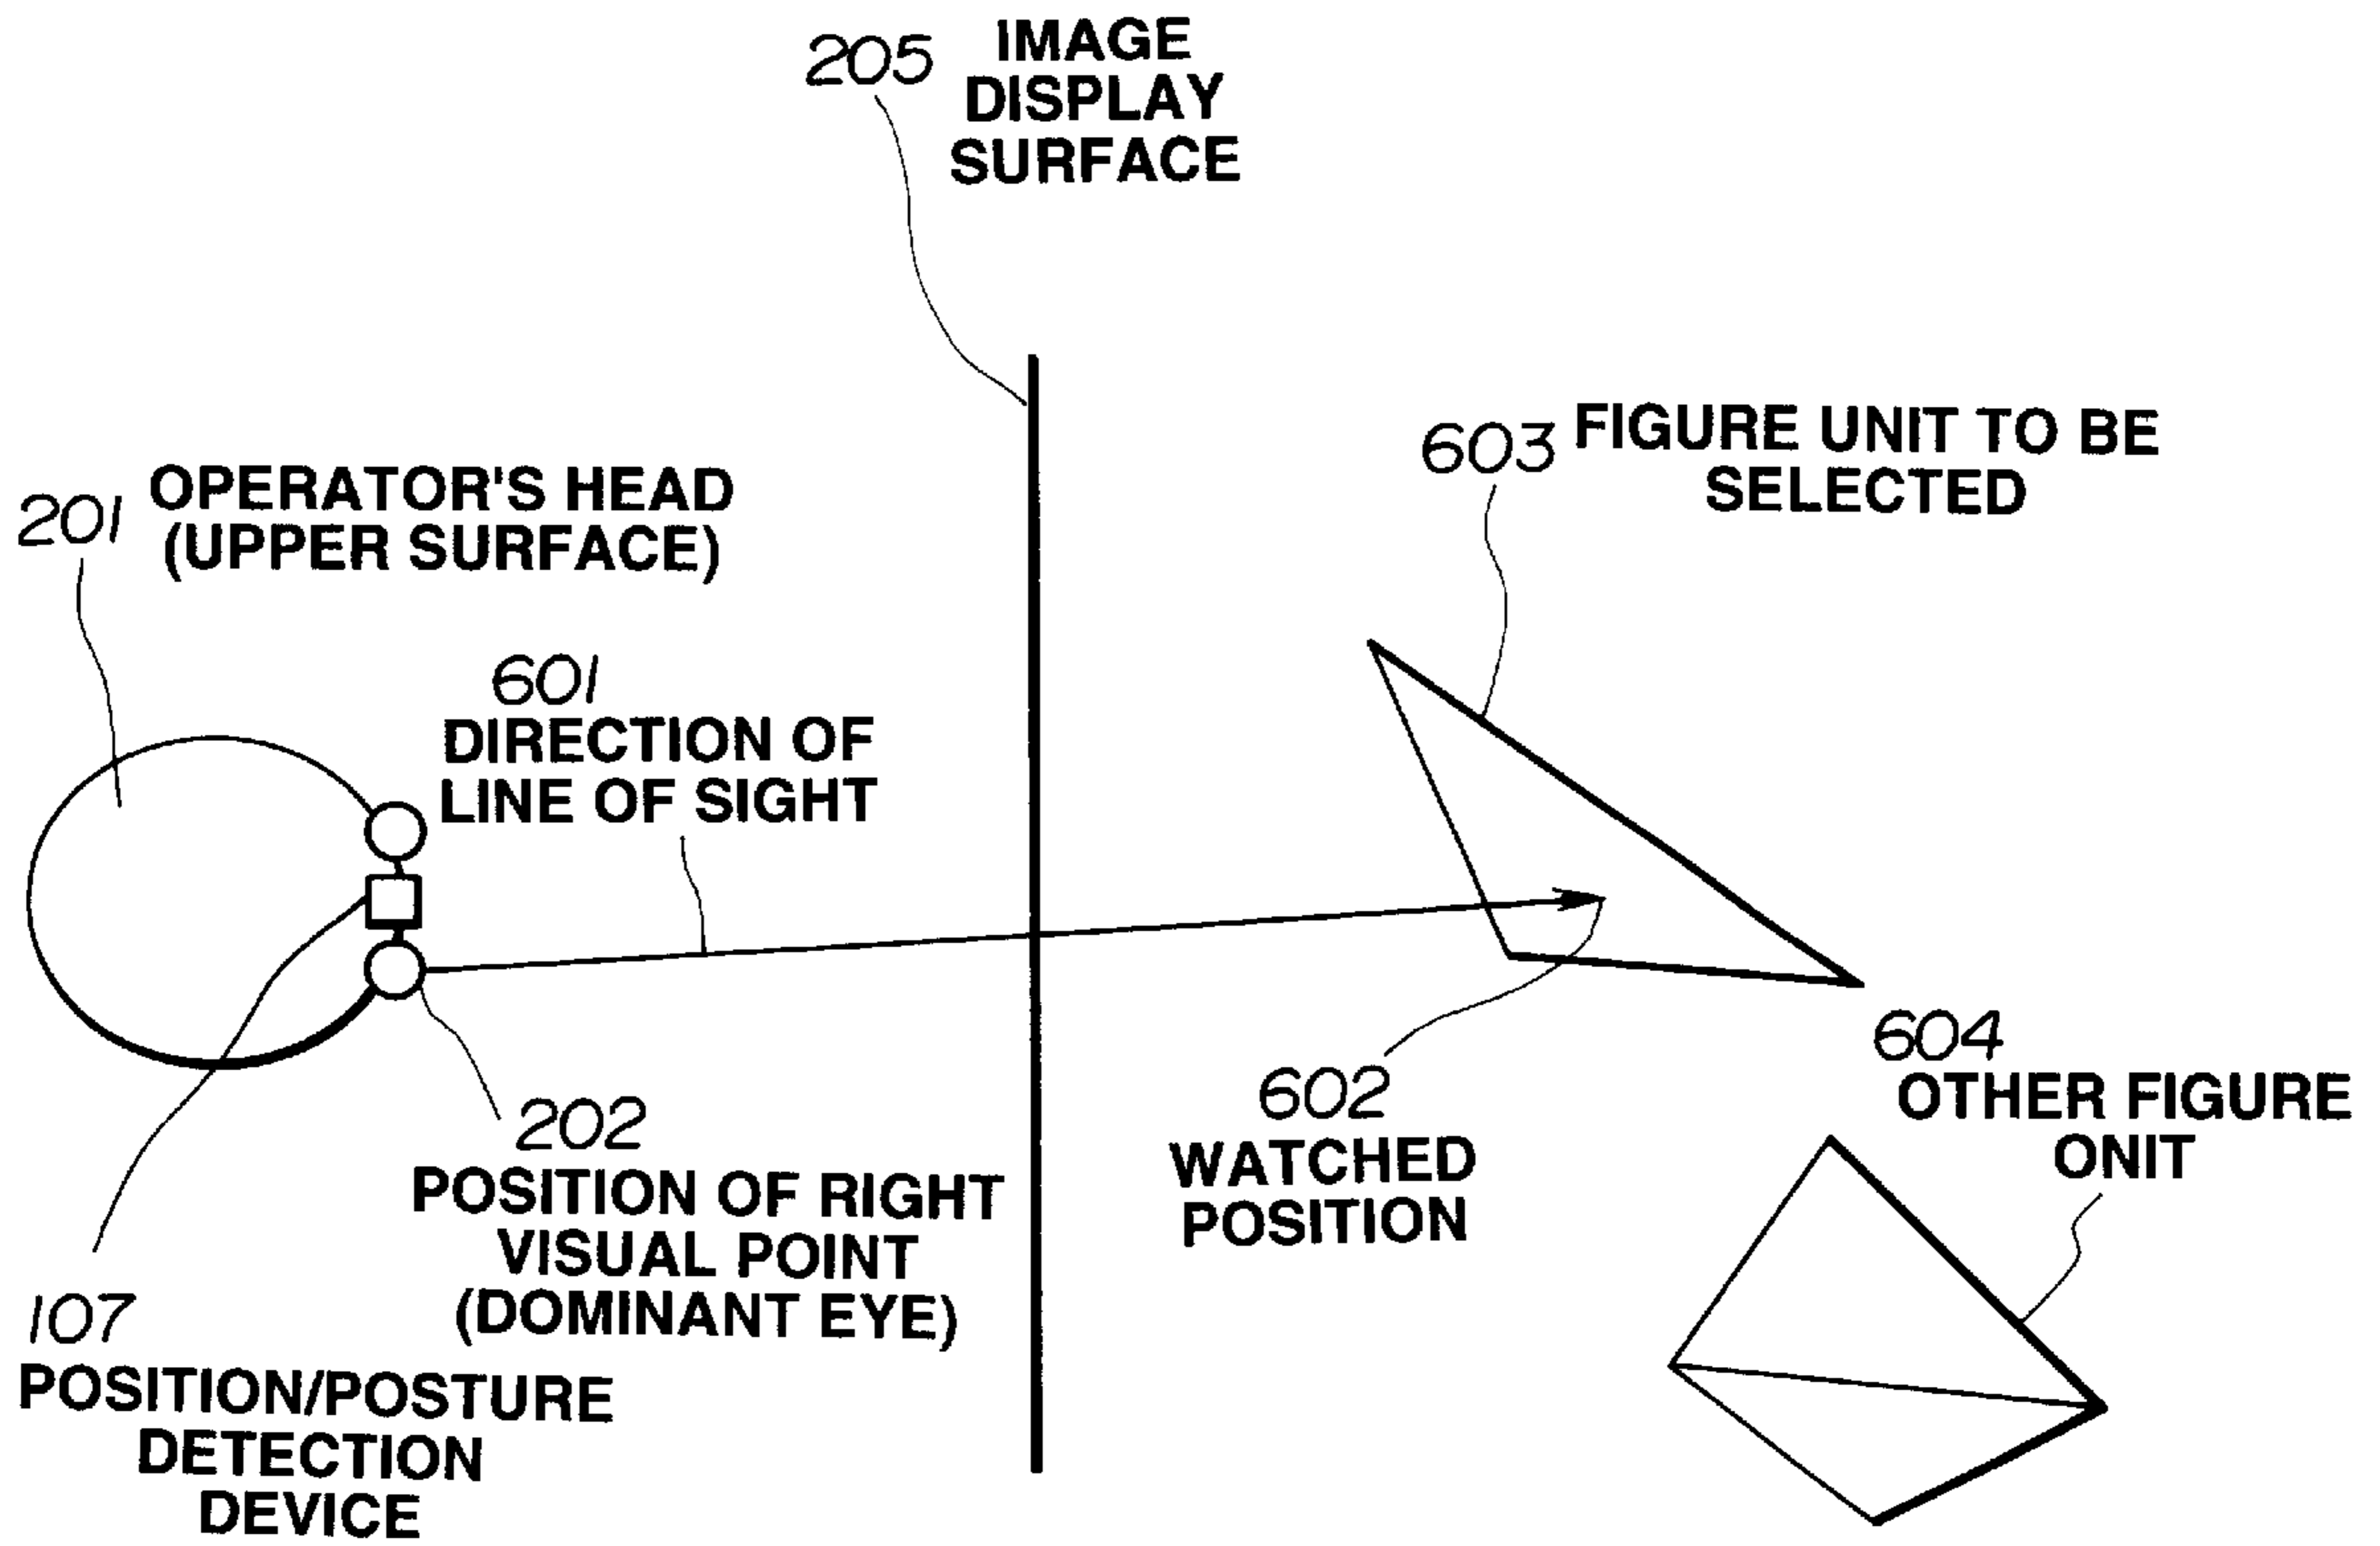 205
IMAGE
DISPLAY
SURFACE
603
FIGURE UNIT TO BE
SELECTED
201
OPERATOR'S HEAD
(UPPER SURFACE)
601
DIRECTION OF
LINE OF SIGHT
604
OTHER FIGURE
ONIT
602
WATCHED
POSITION
202
POSITION OF RIGHT
VISUAL POINT
(DOMINANT EYE)
107
POSITION/POSTURE
DETECTION
DEVICE